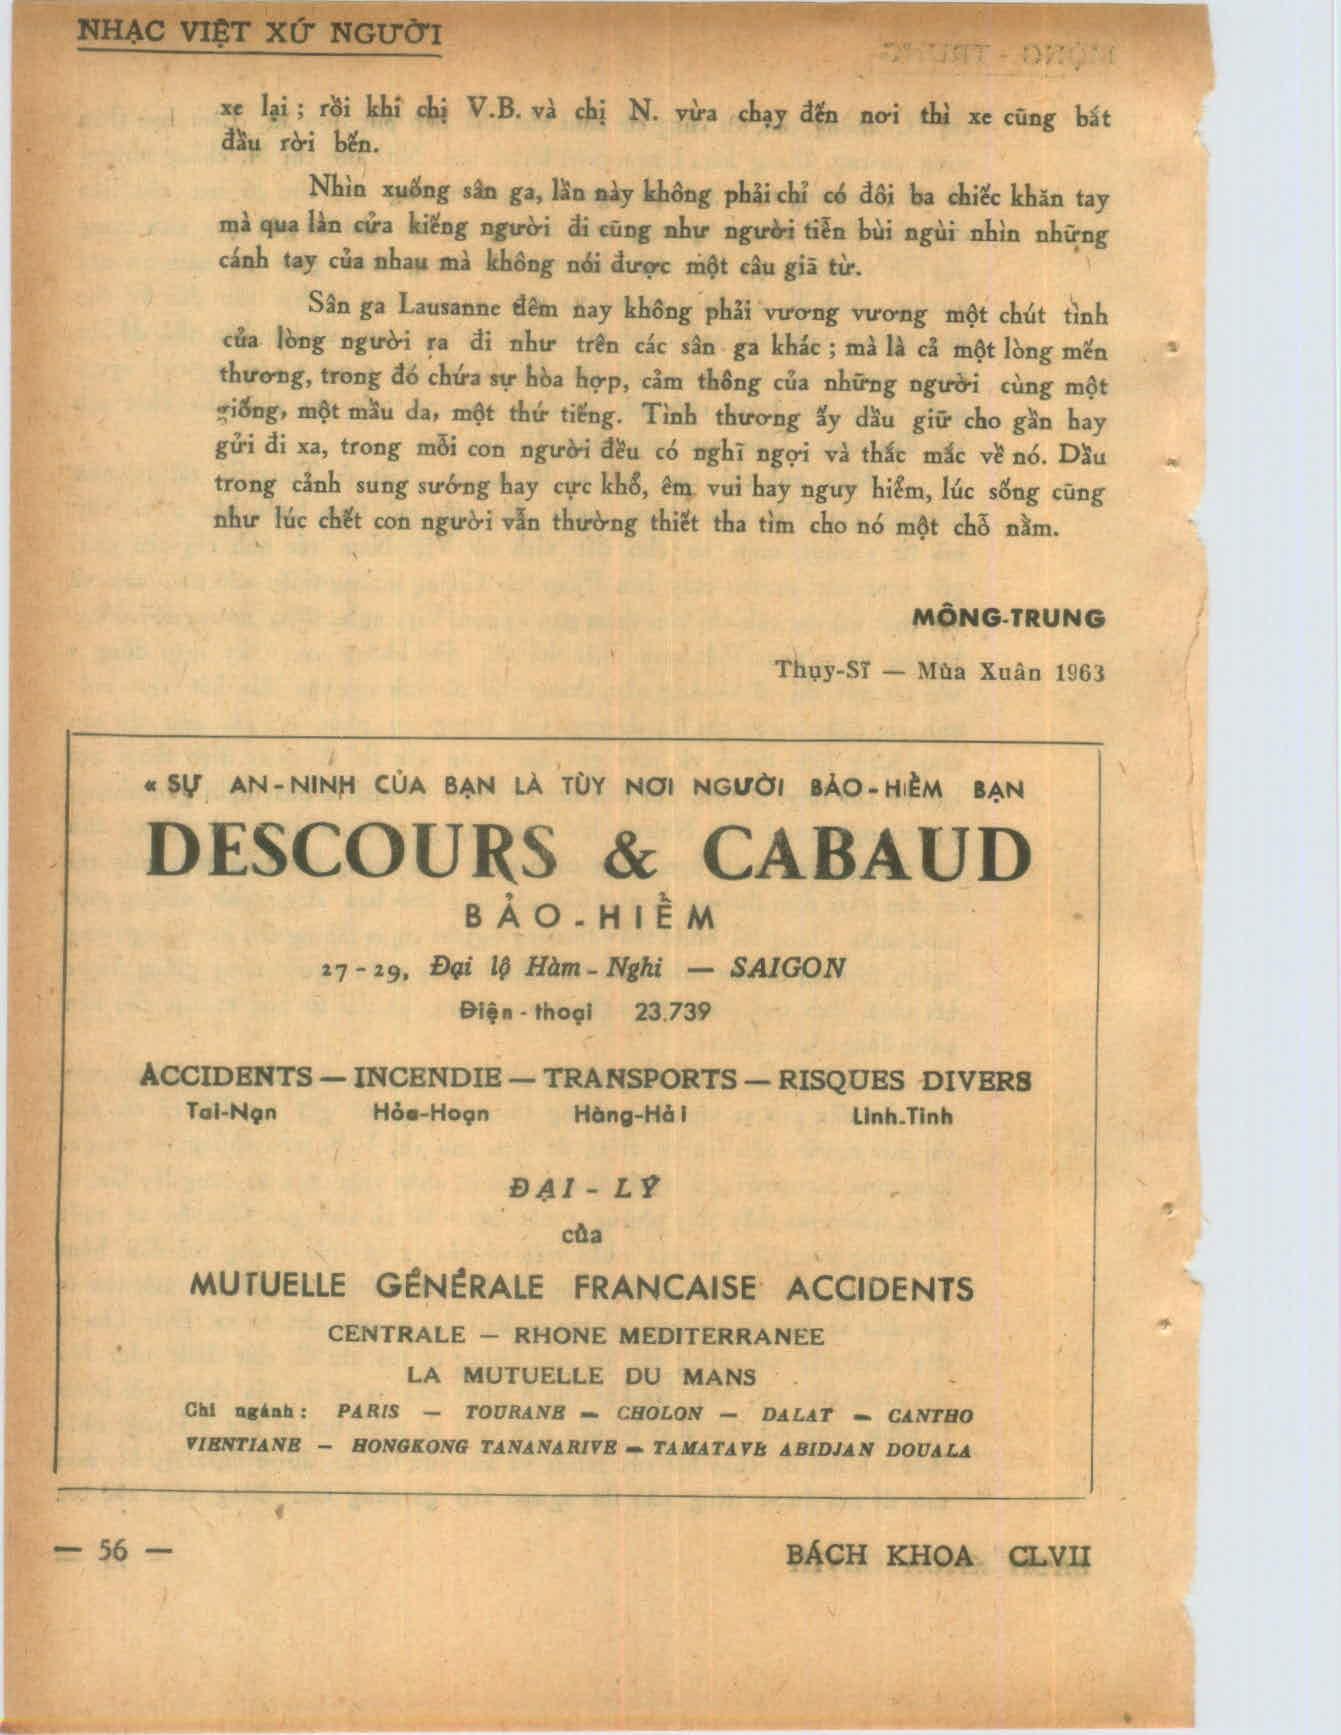 NHẠC VIỆT XỨ NGƯỜI
xe lại ; rồi khi chị V.B. và chị N. vừa chạy đến nơi thì xe cũng bắt
đầu rời bến.
Nhìn xuống sân ga, lần này không phải chỉ có đôi ba chiếc khăn tay
mà qua làn cửa kiếng người đi cũng như người tiễn bùi ngùi nhìn những
cánh tay của nhau mà không nói được một câu giã từ.
Sân ga Lausanne đêm nay không phải vương vương một chút tình
của lòng người ra đi như trên các sân ga khác ; mà là cả một lòng mến
thương, trong đó chứa sự hòa hợp, cảm thông của những người cùng một
giống, một mầu da, một thứ tiếng. Tình thương ấy dầu giữ cho gần hay
gửi đi xa, trong mỗi con người đều có nghĩ ngợi và thắc mắc về nó. Dầu
trong cảnh sung sướng hay cực khổ, êm vui hay nguy hiểm, lúc sống cũng
như lúc chết con người vẫn thường thiết tha tìm cho nó một chỗ nằm.
MÔNG-TRUNG
Thụy-Sĩ — Mùa Xuân 1963
« SỰ AN-NINH CỦA BẠN LÀ TÙY NƠI NGƯỜI BẢO-HIỂM BẠN
DESCOURS & CABAUD
BẢO-HIỂM
27-29, Đại lộ Hàm-Nghi — SAIGON
Điện-thoại 23.739
ACCIDENTS — INCENDIE — TRANSPORTS — RISQUES DIVERS
Tai-Nạn Hỏa-Hoạn Hàng-Hải Linh-Tinh
ĐẠI-LÝ
của
MUTUELLE GÉNÉRALE FRANCAISE ACCIDENTS
CENTRALE — RHONE MEDITERRANEE
LA MUTUELLE DU MANS
Chi ngánh : PARIS — TOURANE — CHOLON — DALAT — CANTHO
VIENTIANE — HONGKONG TANANARIVE — TAMATAVE ABIDJAN DOUALA
— 56 —
BÁCH KHOA CLVII